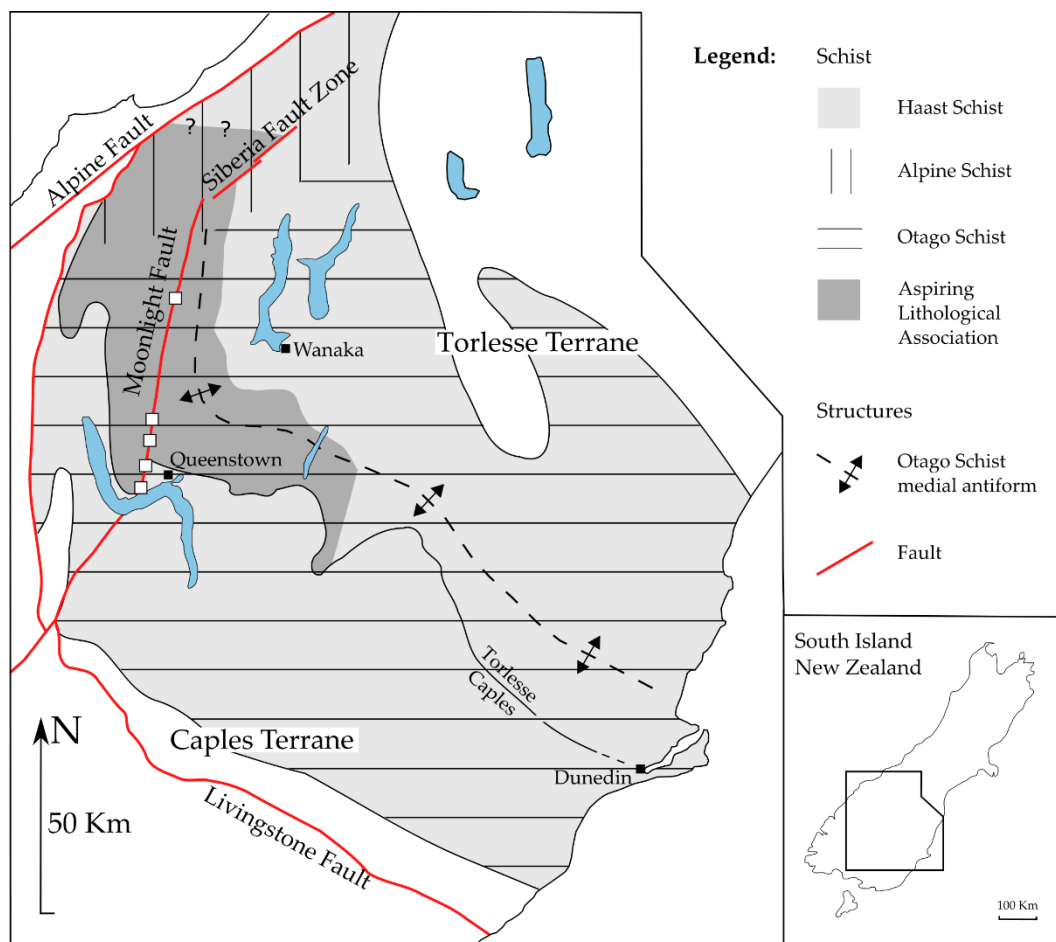 Alpine Fault
? ?
Siberia Fault Zone
Moonlight Fault
Wanaka
Torlesse Terrane
Queenstown
Torlesse
Caples
Caples Terrane
Dunedin
Livingstone Fault
N
50 Km
Legend: Schist
Haast Schist
Alpine Schist
Otago Schist
Aspiring
Lithological
Association
Structures
Otago Schist
medial antiform
Fault
South Island
New Zealand
100 Km